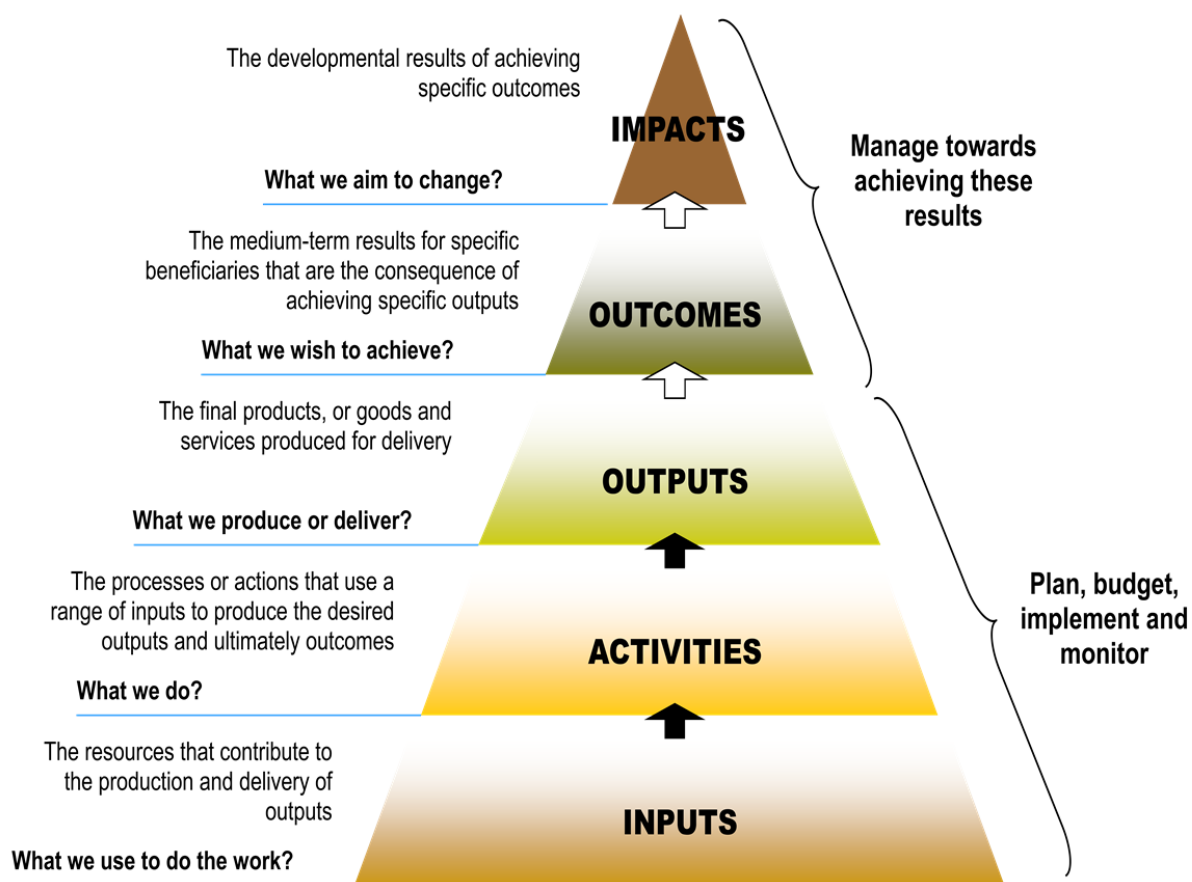 The developmental results of achieving
specific outcomes
IMPACTS
What we aim to change?
Manage towards
achieving these
results
The medium-term results for specific
beneficiaries that are the consequence of
achieving specific outputs
OUTCOMES
What we wish to achieve?
The final products, or goods and
services produced for delivery
OUTPUTS
What we produce or deliver?
The processes or actions that use a
range of inputs to produce the desired
outputs and ultimately outcomes
ACTIVITIES
What we do?
Plan, budget,
implement and
monitor
The resources that contribute to
the production and delivery of
outputs
INPUTS
What we use to do the work?